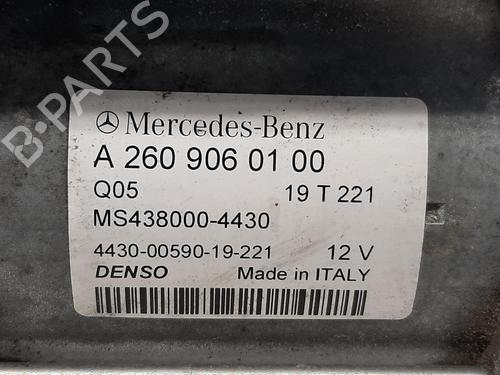 Mercedes-Benz
A 260 906 01 00
Q05 19 T 221
MS438000-4430
4430-00590-19-221 12 V
DENSO Made in ITALY
B-PARTS